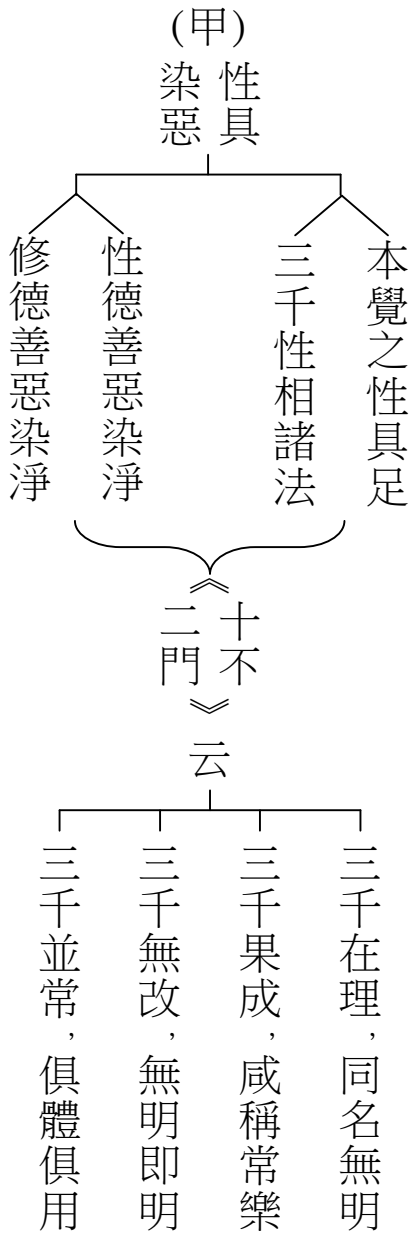 (甲)
性具
染惡
本覺之性具足
三千性相諸法
性德善惡染淨
修德善惡染淨
《十不
二門》云
三千在理，同名無明
三千果成，咸稱常樂
三千無改，無明即明
三千並常，俱體俱用